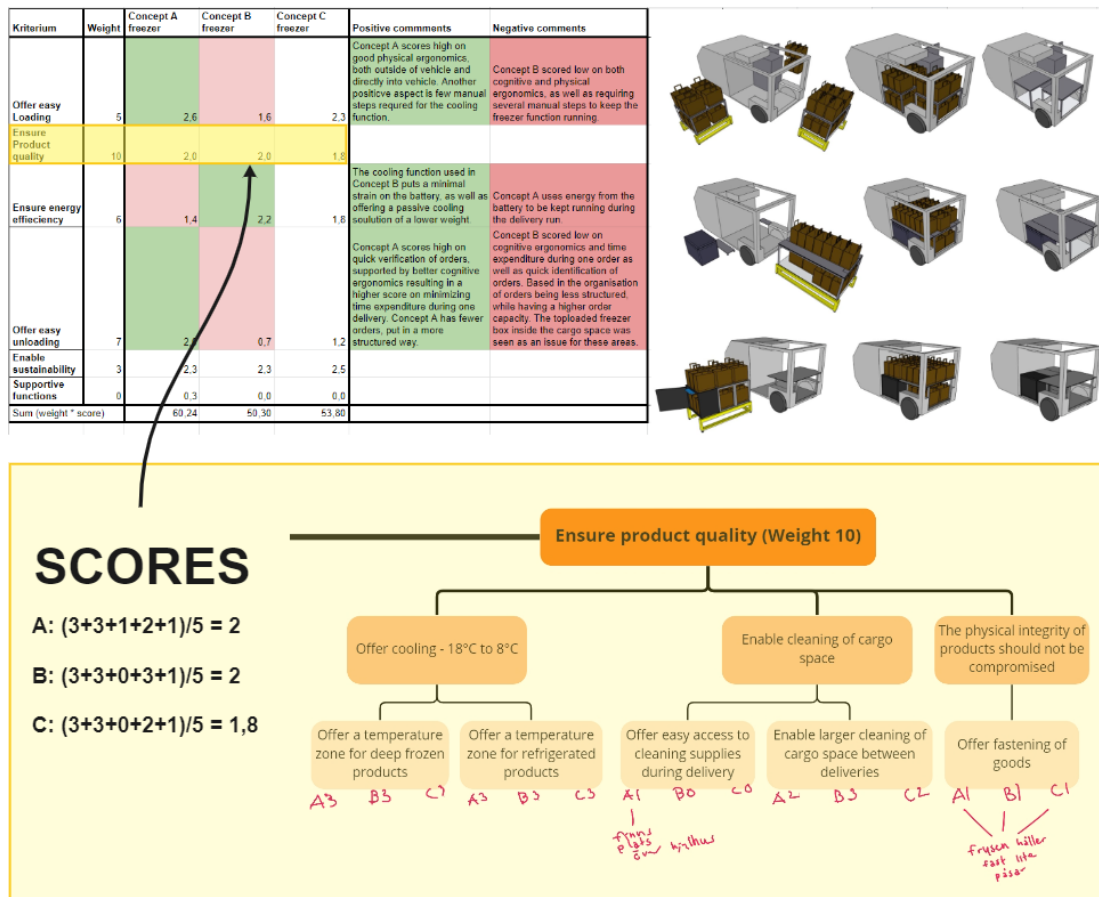 Kriterium Weight Concept A freezer Concept B freezer Concept C freezer Positive commments Negative comments
Offer easy Loading 5 2,6 1,6 2,3
Concept A scores high on
good physical ergonomics,
both outside of vehicle and
directly into vehicle. Another
positicve aspect is few manual
steps requred for the cooling
function.
Concept B scored low on both
cognitive and physical
ergonomics, as well as requiring
several manual steps to keep the
freezer function running.
Ensure Product quality 10 2,0 2,0 1,8
Ensure energy effieciency 6 1,4 2,2 1,8
The cooling function used in
Concept B puts a minimal
strain on the battery, as well as
offering a passive cooling
soulution of a lower weight.
Concept A uses energy from the
battery to be kept running during
the delivery run.
Offer easy unloading 7 0,7 1,2
Concept A scores high on
quick verification of orders,
supported by better cognitive
ergonomics resulting in a
higher score on minimizing
time expenditure during one
delivery. Concept A has fewer
orders, put in a more
structured way.
Concept B scored low on
cognitive ergonomics and time
expenditure during one order
as well as quick identification of
orders. Based in the organisation
of orders being less structured,
while having a higher order
capacity. The toploaded freezer
box inside the cargo space was
seen as an issue for these areas.
Enable sustainability 3 2,3 2,3 2,5
Supportive functions 0 0,3 0,0 0,0
Sum (weight * score) 60,24 50,30 53,80
SCORES
A: (3+3+1+2+1)/5 = 2
B: (3+3+0+3+1)/5 = 2
C: (3+3+0+2+1)/5 = 1,8
Ensure product quality (Weight 10)
Offer cooling - 18°C to 8°C
Enable cleaning of cargo
space
The physical integrity of
products should not be
compromised
Offer a temperature
zone for deep frozen
products
Offer a temperature
zone for refrigerated
products
Offer easy access to
cleaning supplies
during delivery
Enable larger cleaning of
cargo space between
deliveries
Offer fastening of
goods
A3 B3 C3 A3 B3 C3 A1 B0 C0 A2 B3 C2 A1 B1 C1
finns
plats
över hjulhus
frysen håller
fast lite
påsar